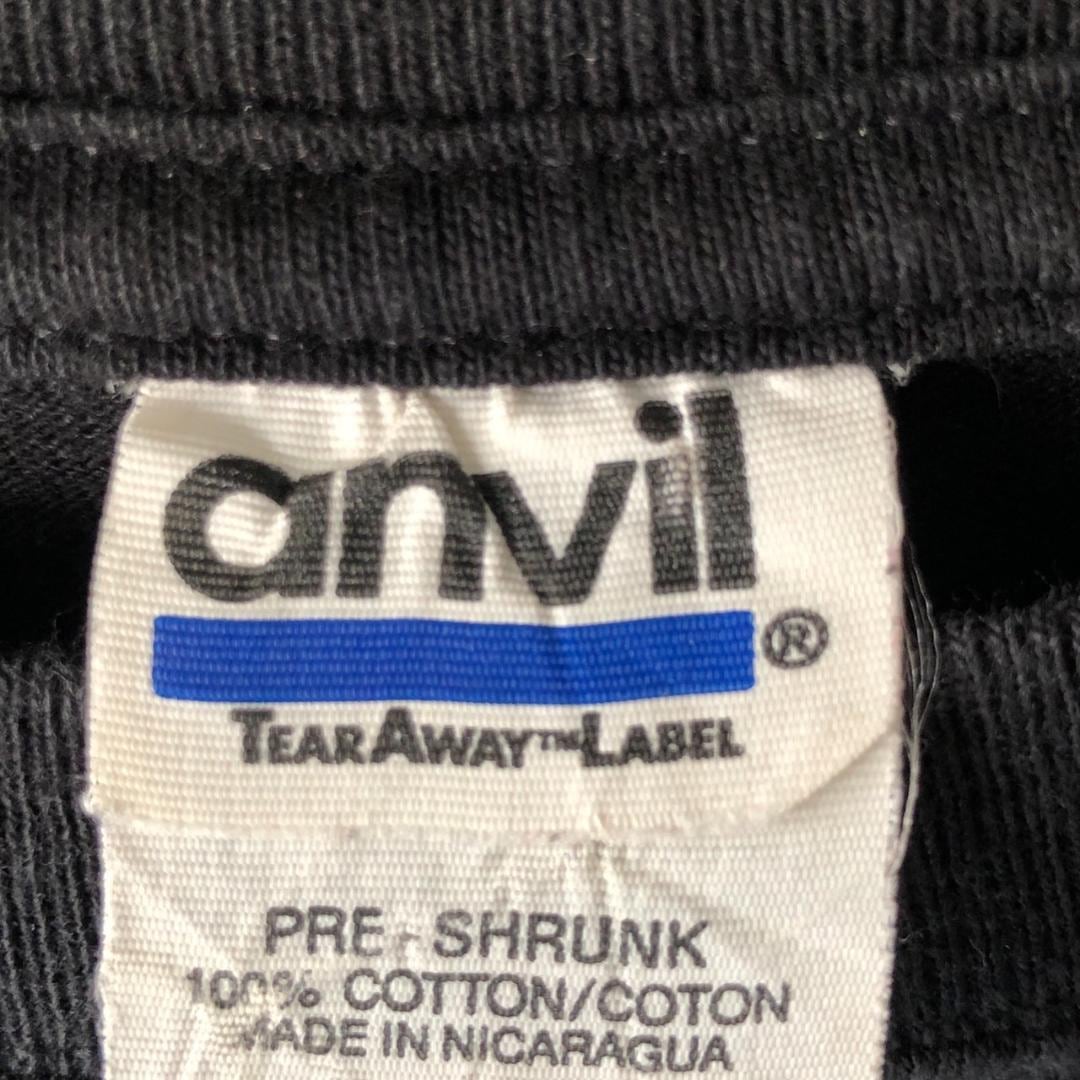 anvil
®
TEARAWAY™LABEL
PRE-SHRUNK
100% COTTON/COTON
MADE IN NICARAGUA